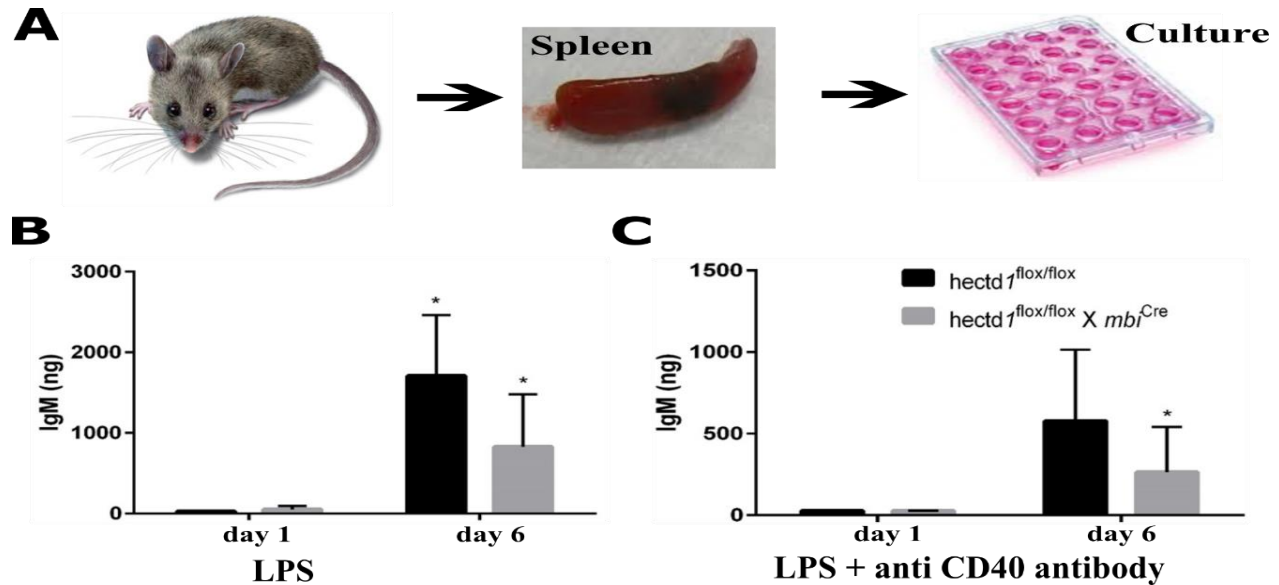 A
Spleen
Culture
B
3000
2000
1000
0
IgM (ng)
*
*
day 1
day 6
LPS
C
1500
1000
500
0
IgM (ng)
hectd1flox/flox
hectd1flox/flox X mbiCre
*
day 1
day 6
LPS + anti CD40 antibody